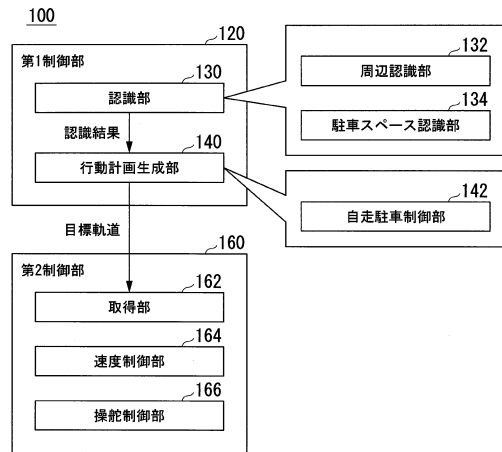 100
120
第1制御部
130
認識部
認識結果
140
行動計画生成部
132
周辺認識部
134
駐車スペース認識部
142
自走駐車制御部
目標軌道
160
第2制御部
162
取得部
164
速度制御部
166
操舵制御部